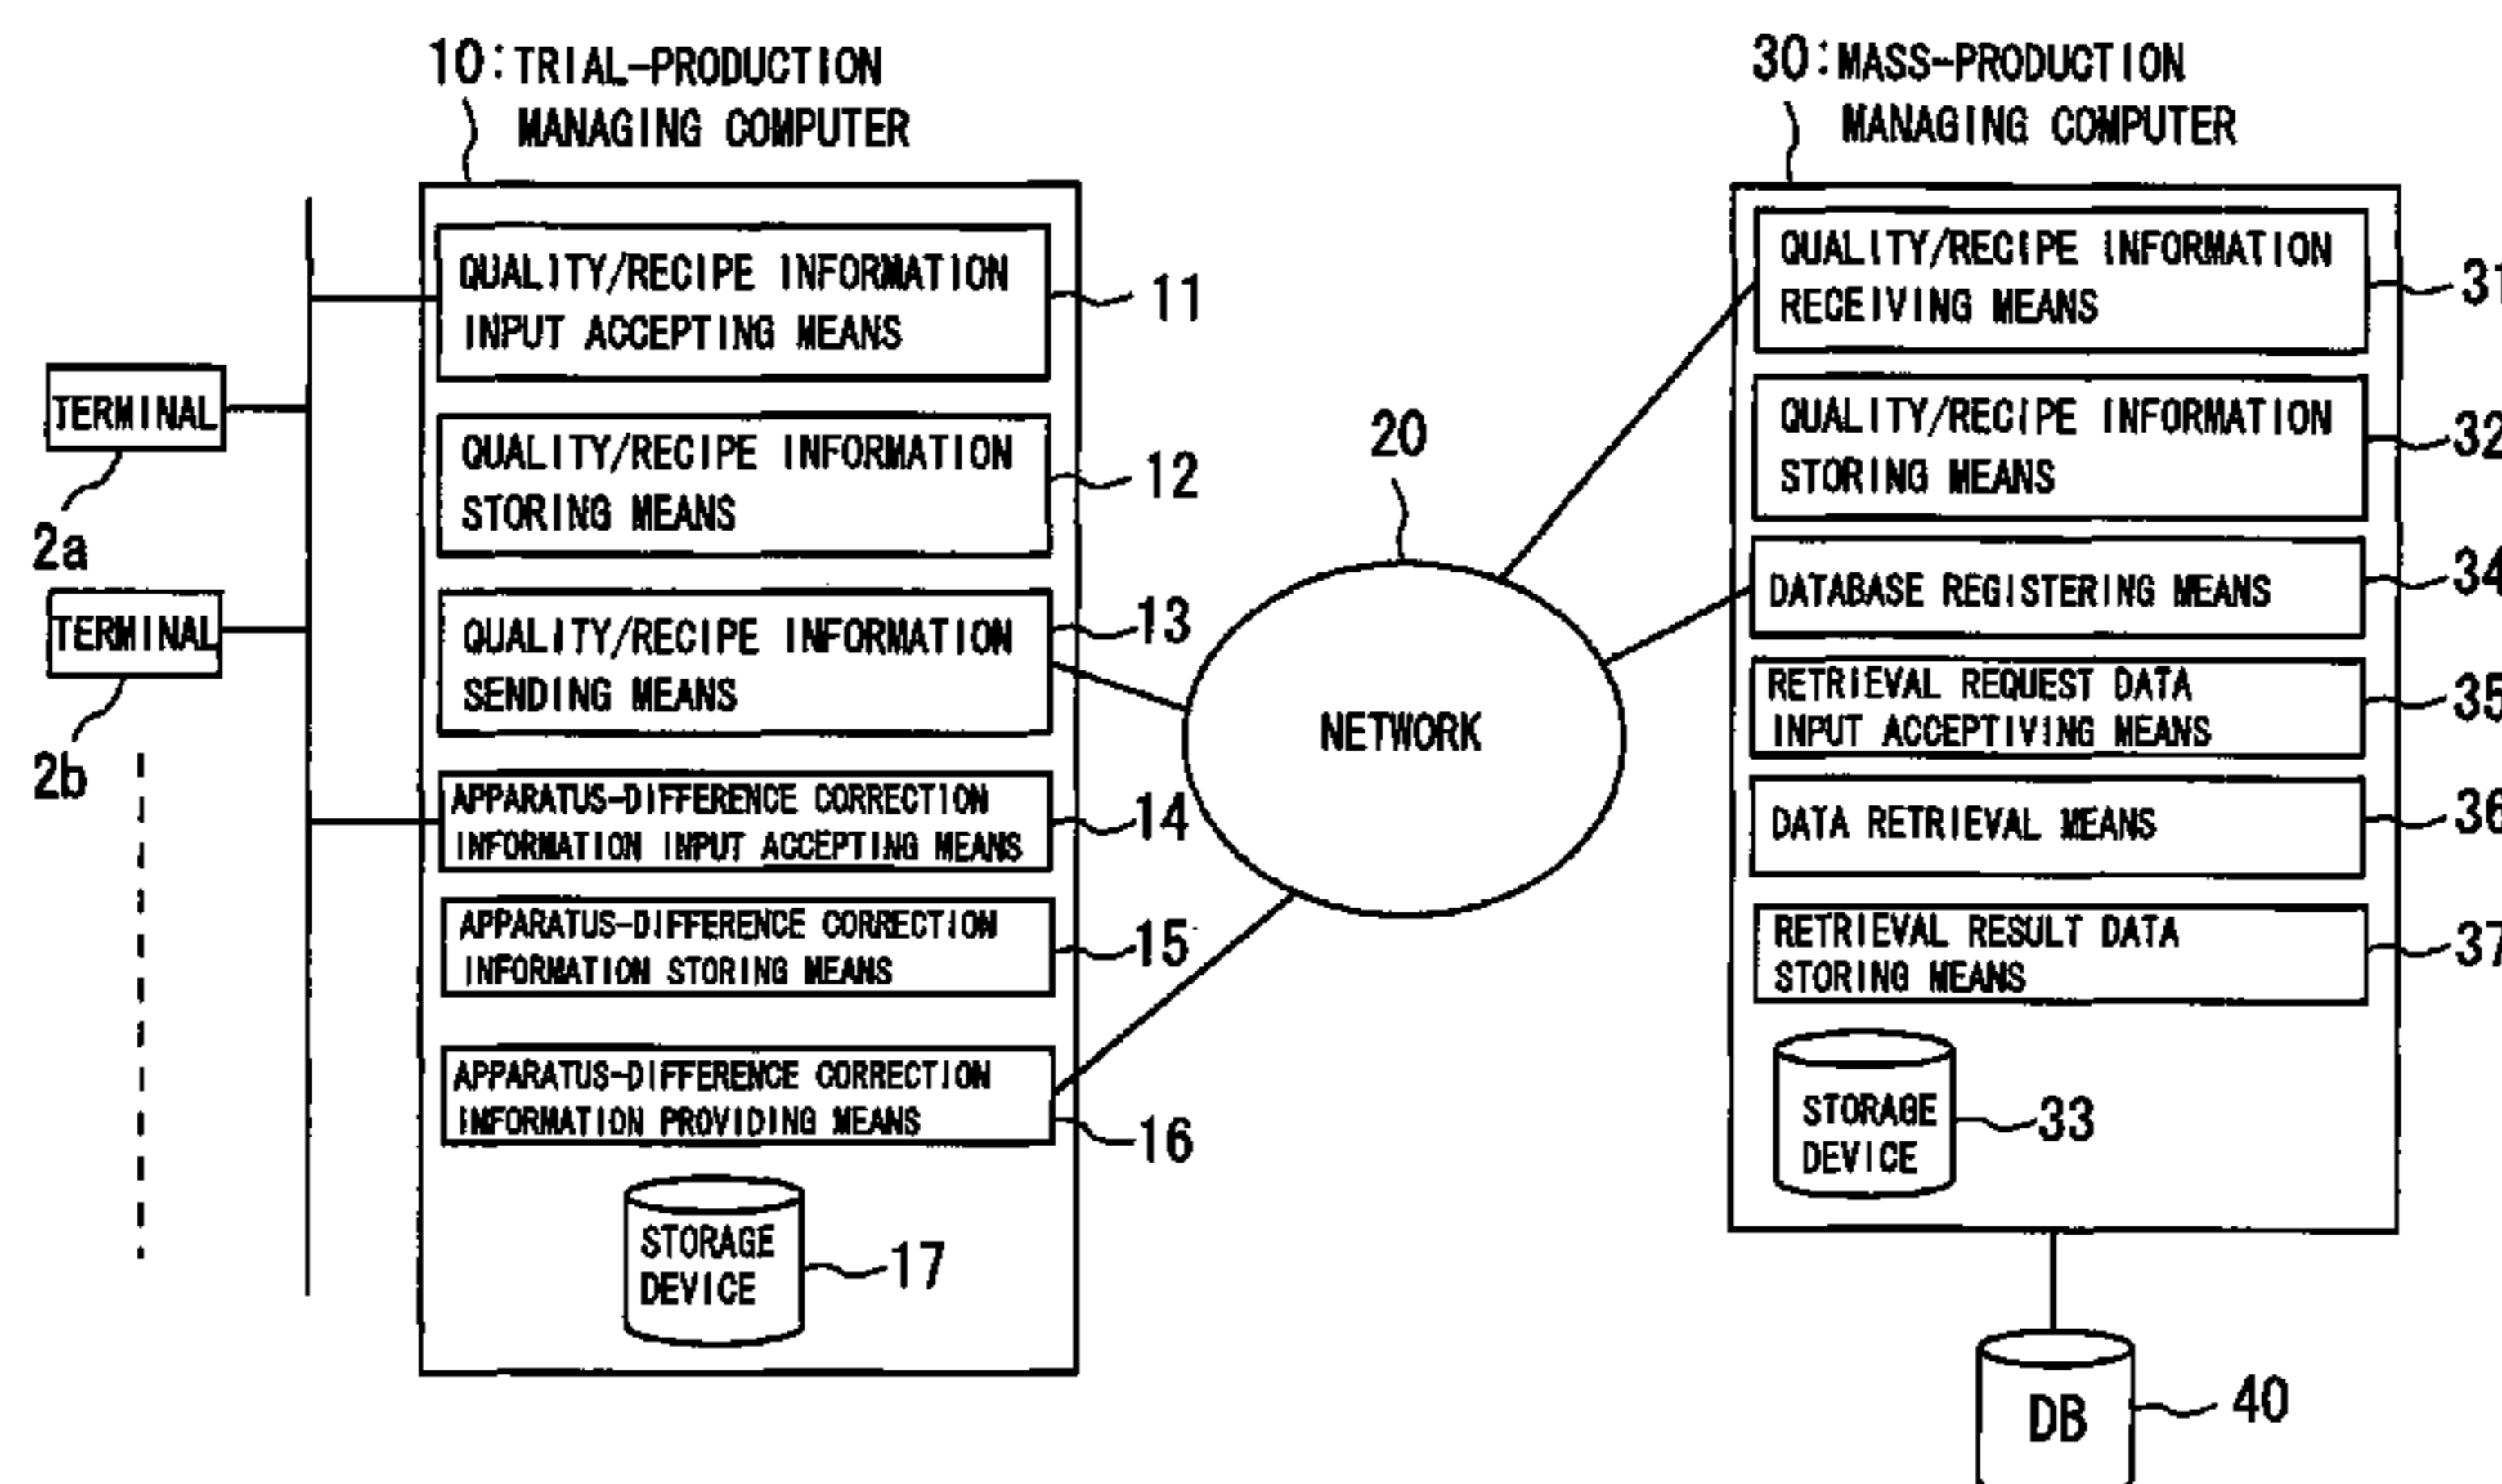 10:TRIAL-PRODUCTION
MANAGING COMPUTER
QUALITY/RECIPE INFORMATION
INPUT ACCEPTING MEANS
11
QUALITY/RECIPE INFORMATION
STORING MEANS
12
QUALITY/RECIPE INFORMATION
SENDING MEANS
13
APPARATUS-DIFFERENCE CORRECTION
INFORMATION INPUT ACCEPTING MEANS
14
APPARATUS-DIFFERENCE CORRECTION
INFORMATION STORING MEANS
15
APPARATUS-DIFFERENCE CORRECTION
INFORMATION PROVIDING MEANS
16
STORAGE
DEVICE
17
TERMINAL
2a
TERMINAL
2b
20
NETWORK
30:MASS-PRODUCTION
MANAGING COMPUTER
QUALITY/RECIPE INFORMATION
RECEIVING MEANS
31
QUALITY/RECIPE INFORMATION
STORING MEANS
32
DATABASE REGISTERING MEANS
34
RETRIEVAL REQUEST DATA
INPUT ACCEPTIVING MEANS
35
DATA RETRIEVAL MEANS
36
RETRIEVAL RESULT DATA
STORING MEANS
37
STORAGE
DEVICE
33
DB
40